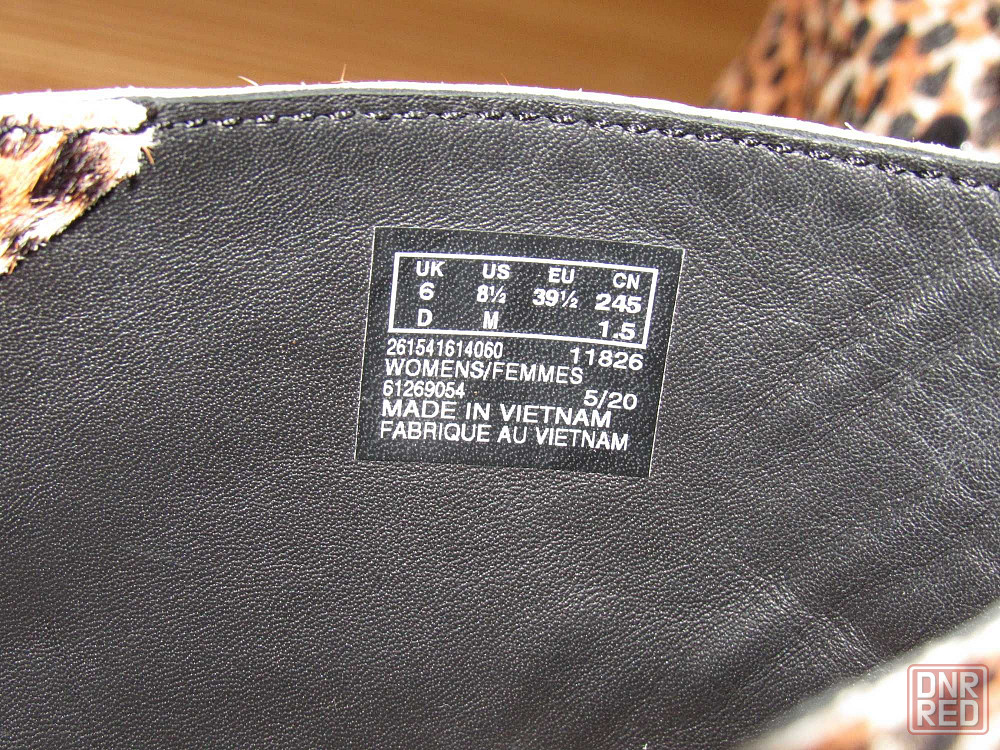 UK US EU CN
6 8½ 39½ 245
D M 1.5
261541614060 11826
WOMENS/FEMMES
61269054 5/20
MADE IN VIETNAM
FABRIQUE AU VIETNAM
DNR
RED